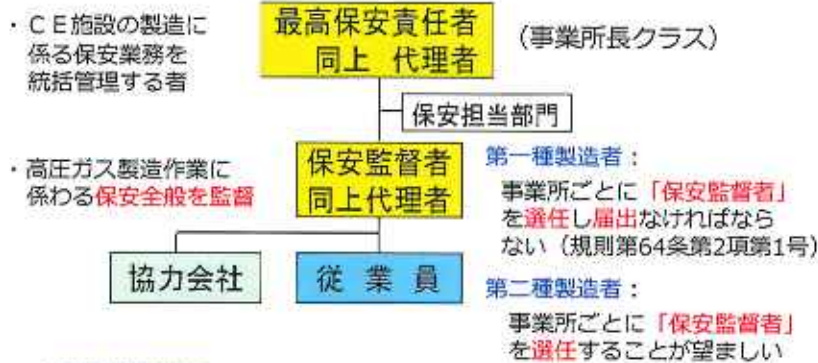 ・ＣＥ施設の製造に
係る保安業務を
統括管理する者
最高保安責任者
同上 代理者
（事業所長クラス）
保安担当部門
・高圧ガス製造作業に
係わる保安全般を監督
保安監督者
同上代理者
第一種製造者：
事業所ごとに「保安監督者」
を選任し届出なければなら
ない（規則第64条第2項第1号）
協力会社
従業員
第二種製造者：
事業所ごとに「保安監督者」
を選任することが望ましい